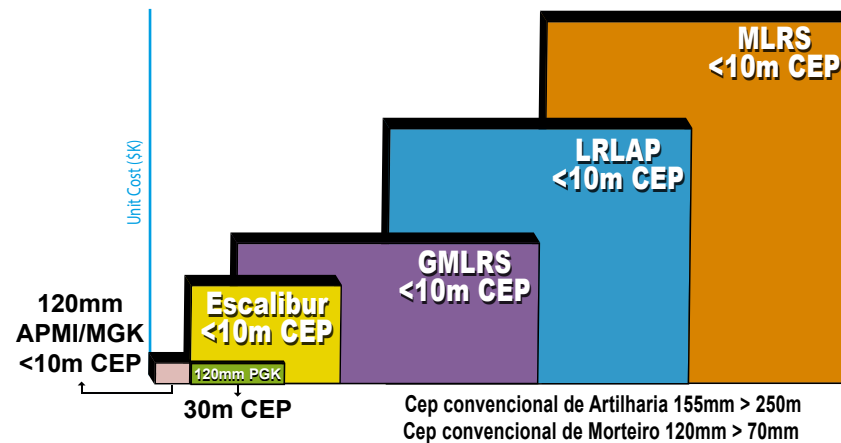 MLRS
<10m CEP
LRLAP
<10m CEP
Unit Cost ($K)
GMLRS
<10m CEP
Escalibur
<10m CEP
120mm
APMI/MGK
<10m CEP
120mm PGK
30m CEP
Cep convencional de Artilharia 155mm > 250m
Cep convencional de Morteiro 120mm > 70mm